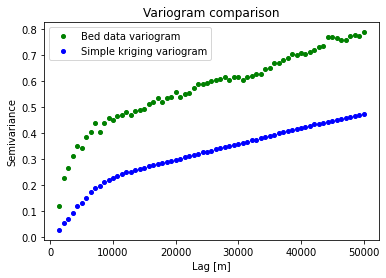 Variogram comparison
Bed data variogram
Simple kriging variogram
0.8
0.7
0.6
0.5
0.4
0.3
0.2
0.1
0.0
Semivariance
0 10000 20000 30000 40000 50000
Lag [m]